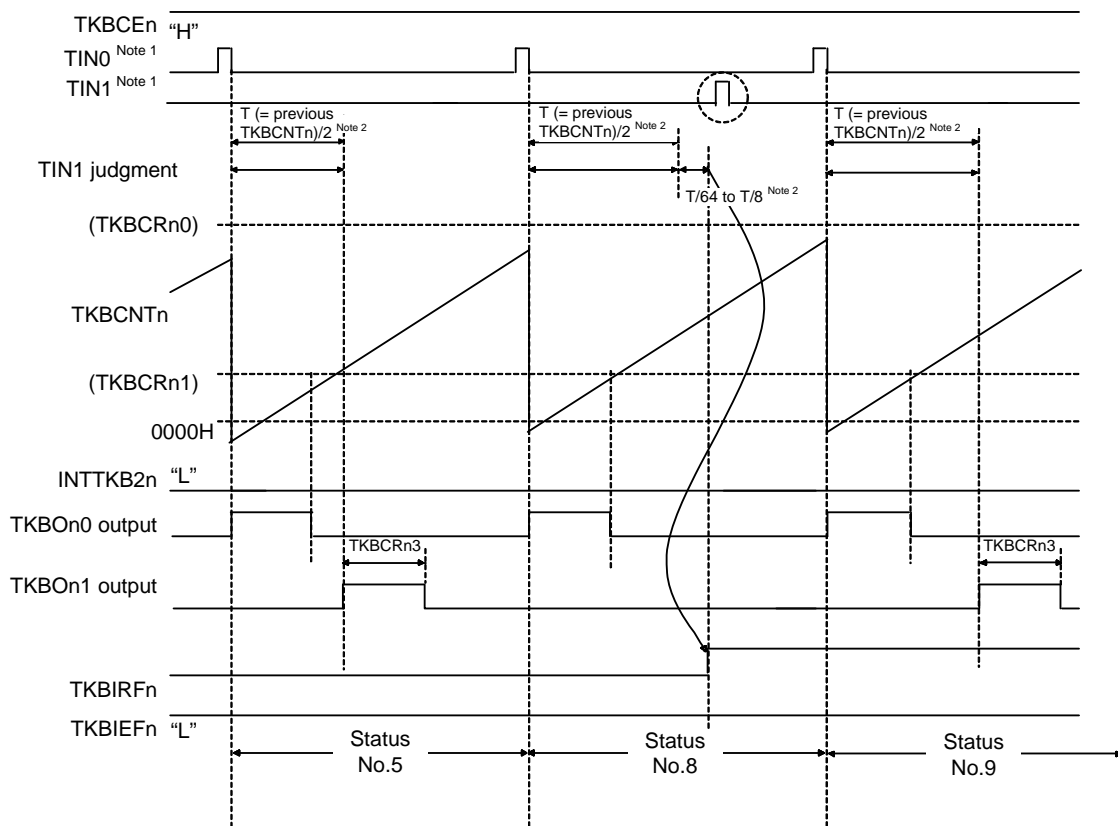 TKBCEn "H"
TIN0 Note 1
TIN1 Note 1
T (= previous
TKBCNTn)/2 Note 2
T (= previous
TKBCNTn)/2 Note 2
T (= previous
TKBCNTn)/2 Note 2
TIN1 judgment
T/64 to T/8 Note 2
(TKBCRn0)
TKBCNTn
(TKBCRn1)
0000H
INTTKB2n "L"
TKBOn0 output
TKBCRn3
TKBCRn3
TKBOn1 output
TKBIRFn
TKBIEFn "L"
Status
No.5
Status
No.8
Status
No.9